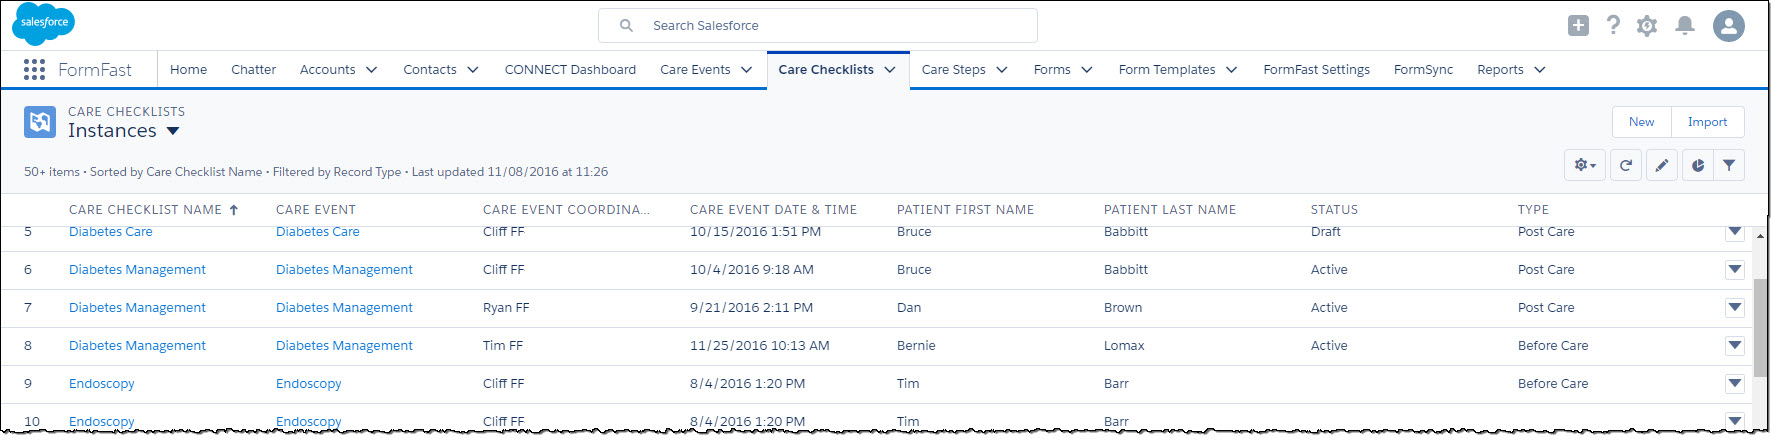 salesforce
Search Salesforce
FormFast Home Chatter Accounts Contacts CONNECT Dashboard Care Events Care Checklists Care Steps Forms Form Templates FormFast Settings FormSync Reports
CARE CHECKLISTS
Instances
New Import
50+ items • Sorted by Care Checklist Name • Filtered by Record Type • Last updated 11/08/2016 at 11:26
CARE CHECKLIST NAME CARE EVENT CARE EVENT COORDINA... CARE EVENT DATE & TIME PATIENT FIRST NAME PATIENT LAST NAME STATUS TYPE
5 Diabetes Care Diabetes Care Cliff FF 10/15/2016 1:51 PM Bruce Babbitt Draft Post Care
6 Diabetes Management Diabetes Management Cliff FF 10/4/2016 9:18 AM Bruce Babbitt Active Post Care
7 Diabetes Management Diabetes Management Ryan FF 9/21/2016 2:11 PM Dan Brown Active Post Care
8 Diabetes Management Diabetes Management Tim FF 11/25/2016 10:13 AM Bernie Lomax Active Before Care
9 Endoscopy Endoscopy Cliff FF 8/4/2016 1:20 PM Tim Barr Before Care
10 Endoscopy Endoscopy Cliff FF 8/4/2016 1:20 PM Tim Barr